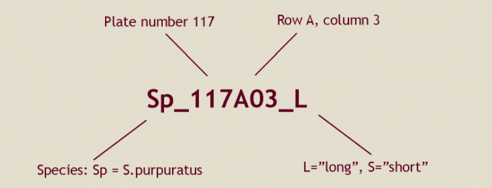 Plate number 117
Row A, column 3
Sp_117A03_L
Species: Sp = S.purpuratus
L=”long”, S=”short”